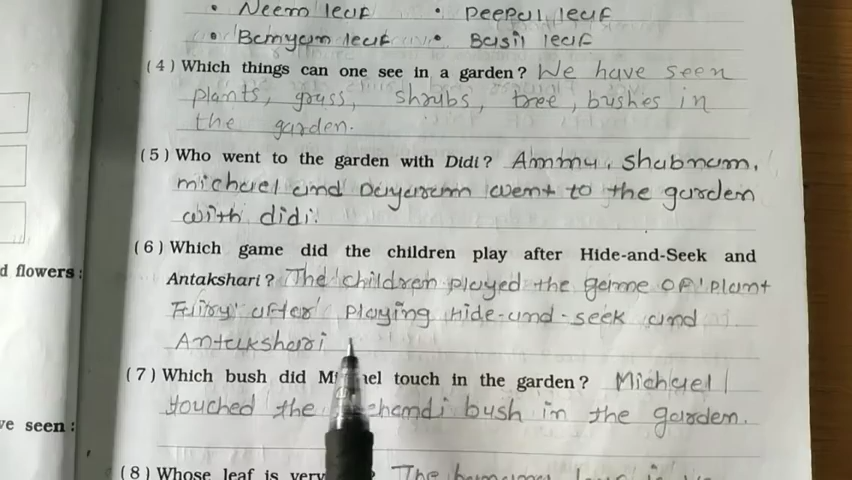 • Neem leaf • Peepal leaf
• Banyan leaf • Basil leaf
(4) Which things can one see in a garden? We have seen
plants, grass, shrubs, tree, bushes in
the garden.
(5) Who went to the garden with Didi? Ammu, Shabnam,
michael and Dayaram went to the garden
with didi.
(6) Which game did the children play after Hide-and-Seek and
d flowers:
Antakshari? The children played the game OF 'Plant
Fairy' after Playing Hide-and-seek and
Antakshari
(7) Which bush did Mi nel touch in the garden? Michael
touched the hamdi bush in the garden.
ve seen:
(8) Whose leaf is very The banana leaf is